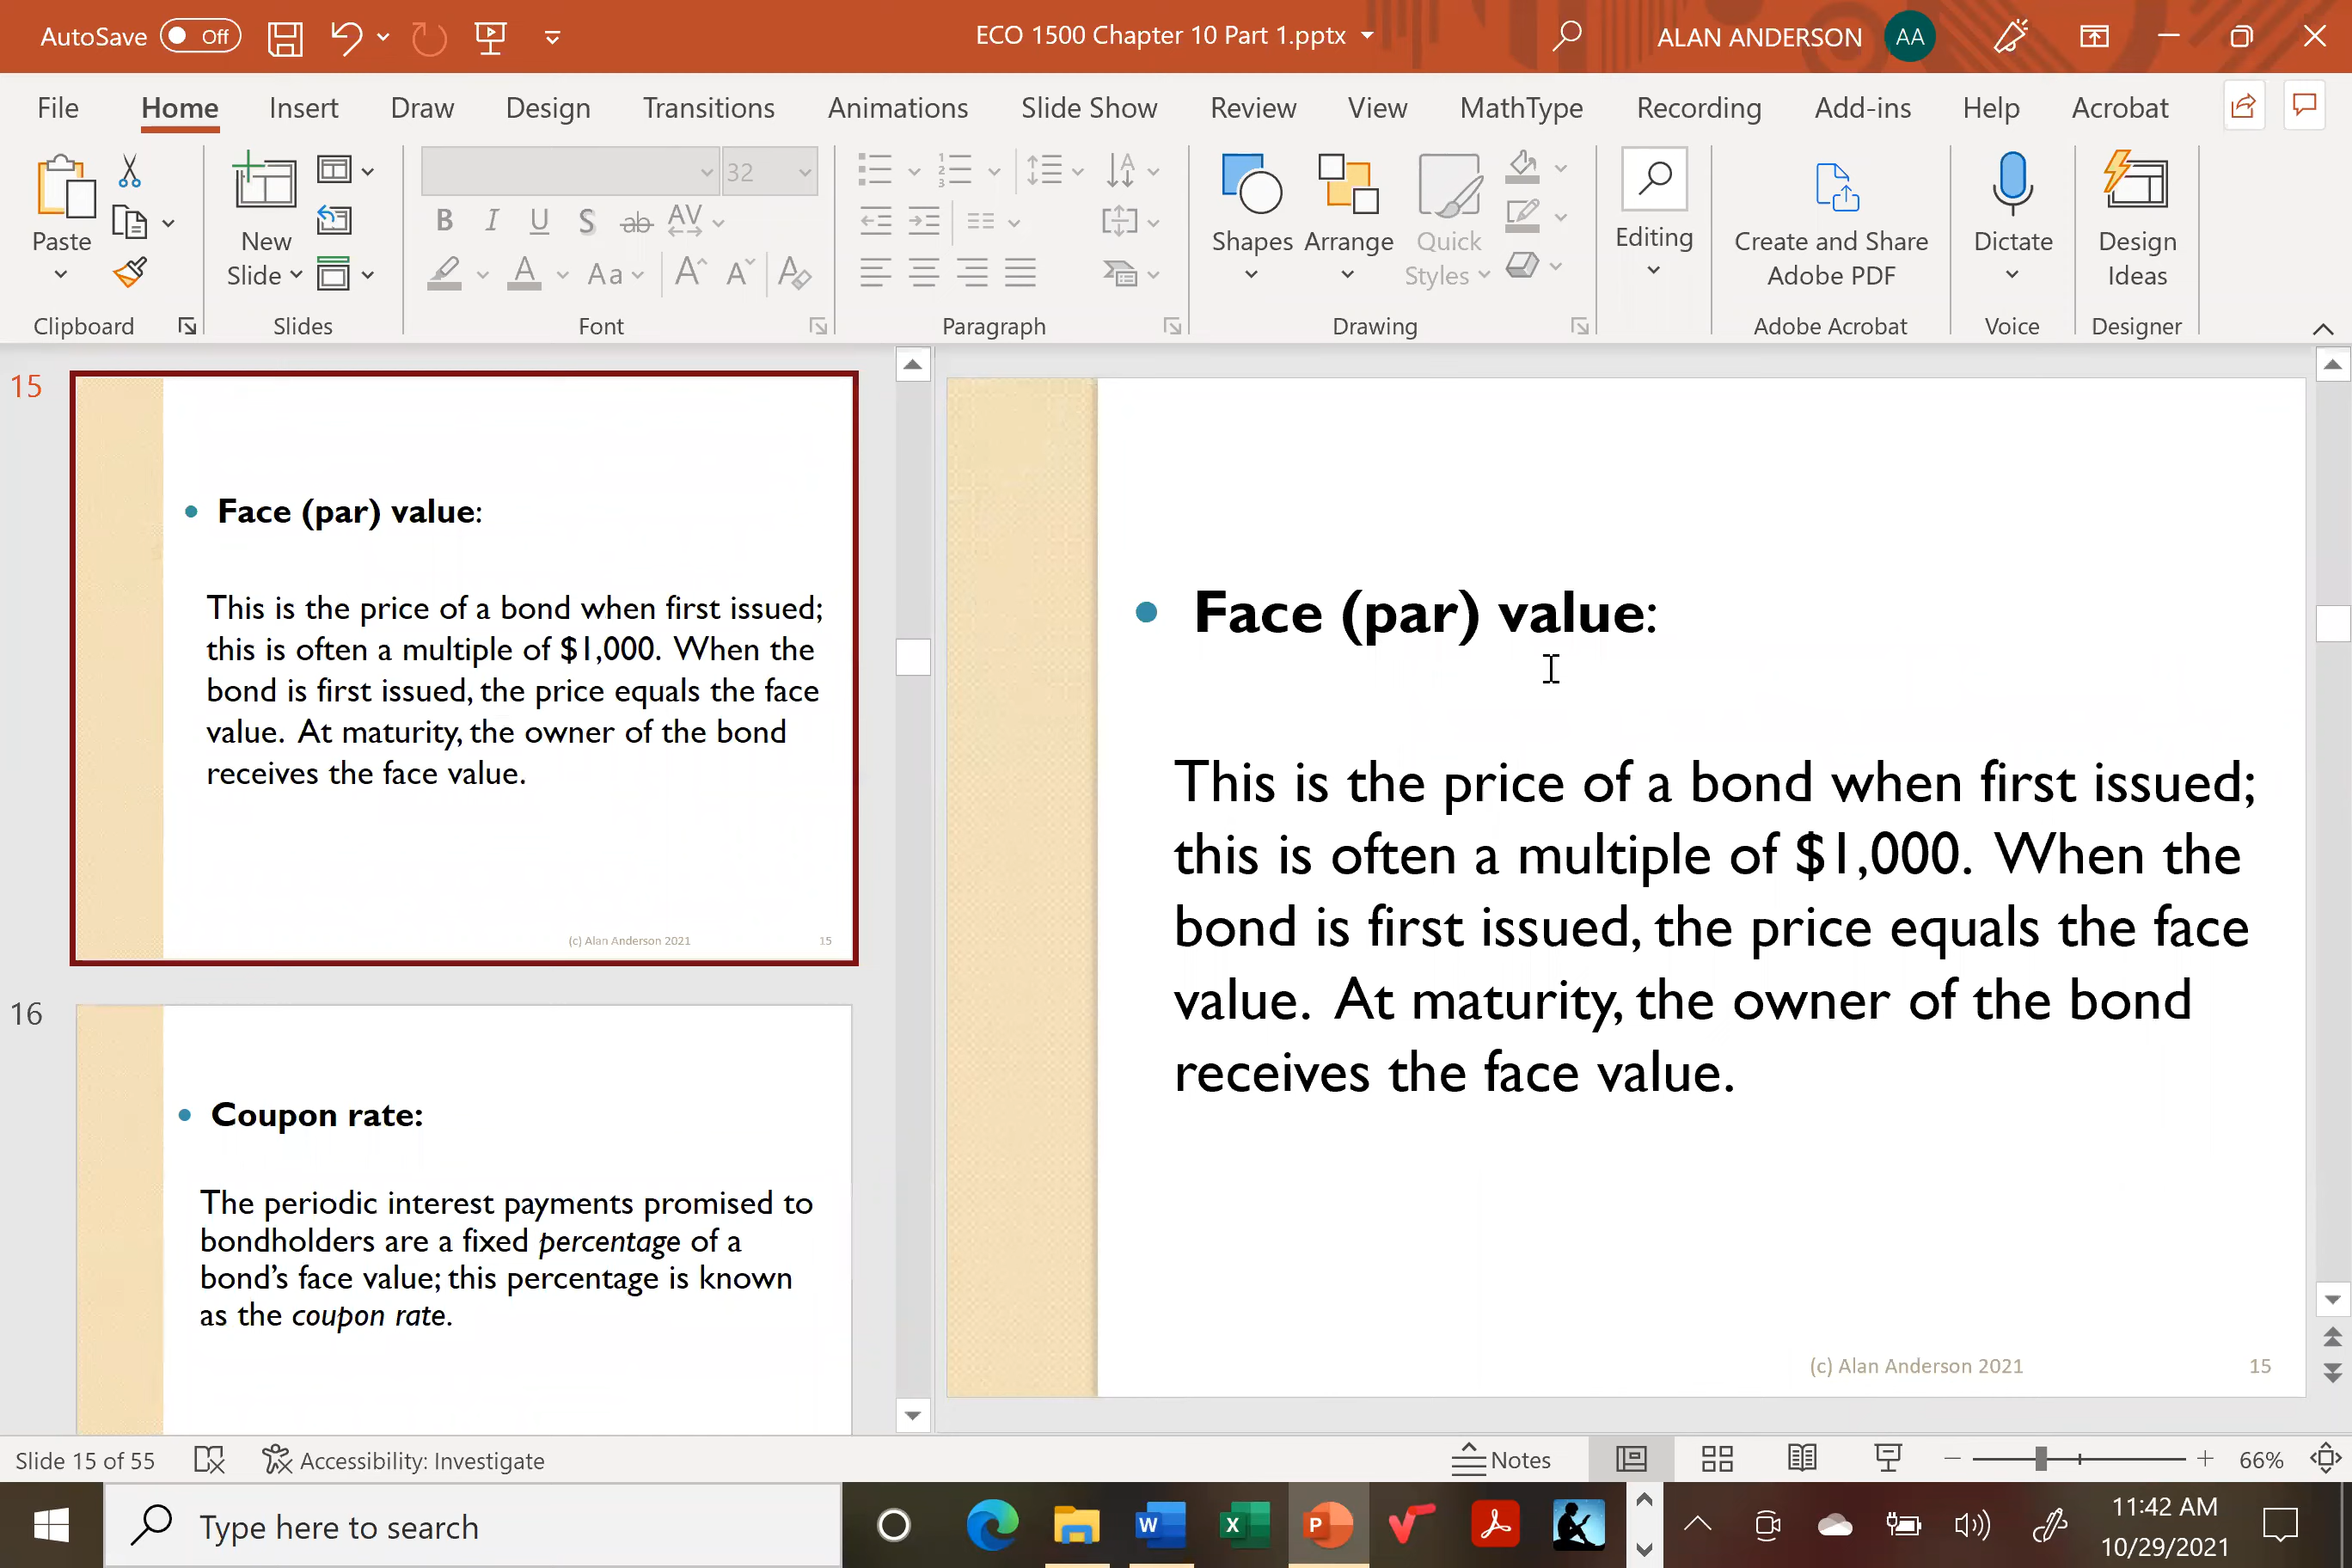 AutoSave Off
ECO 1500 Chapter 10 Part 1.pptx
ALAN ANDERSON AA
File Home Insert Draw Design Transitions Animations Slide Show Review View MathType Recording Add-ins Help Acrobat
Paste
New
Slide
32
B I U S ab AV
A Aa A A A
Shapes Arrange Quick
Styles
Editing
Create and Share
Adobe PDF
Dictate
Design
Ideas
Clipboard Slides Font Paragraph Drawing Adobe Acrobat Voice Designer
15
Face (par) value:
This is the price of a bond when first issued;
this is often a multiple of $1,000. When the
bond is first issued, the price equals the face
value. At maturity, the owner of the bond
receives the face value.
(c) Alan Anderson 2021 15
16
Coupon rate:
The periodic interest payments promised to
bondholders are a fixed percentage of a
bond's face value; this percentage is known
as the coupon rate.
Face (par) value:
This is the price of a bond when first issued;
this is often a multiple of $1,000. When the
bond is first issued, the price equals the face
value. At maturity, the owner of the bond
receives the face value.
(c) Alan Anderson 2021 15
Slide 15 of 55 Accessibility: Investigate Notes 66%
Type here to search
11:42 AM
10/29/2021